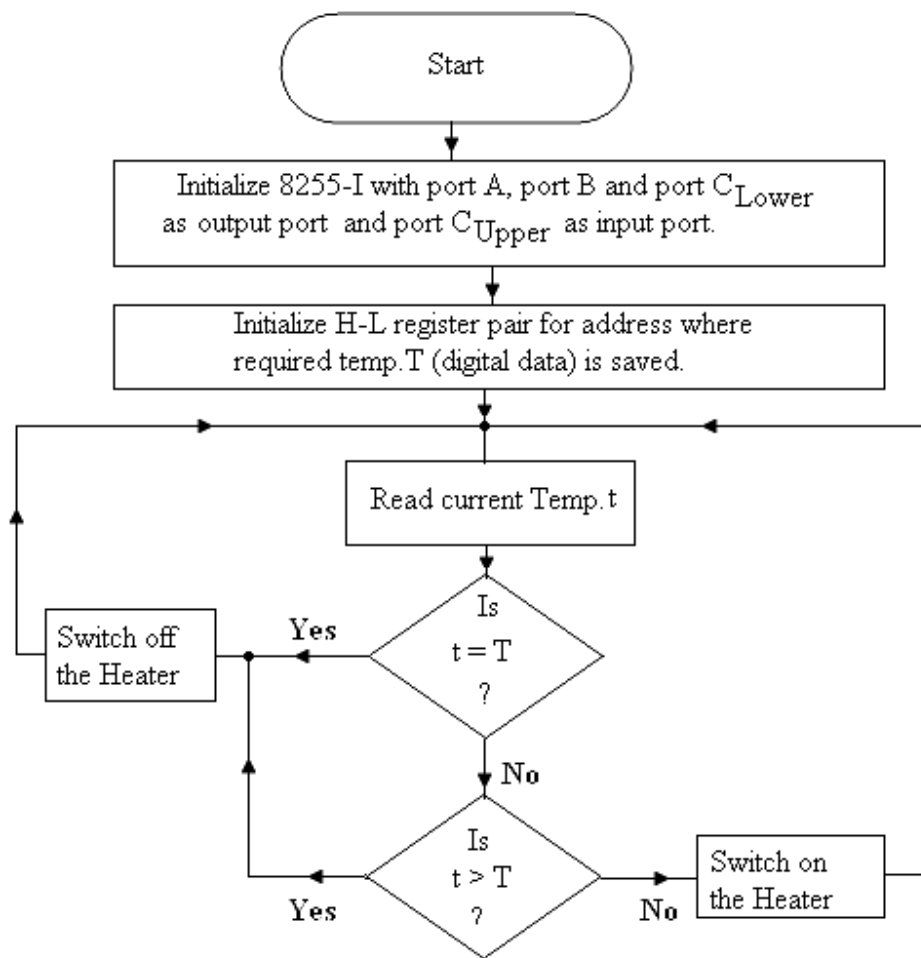 Start
Initialize 8255-I with port A, port B and port C Lower
as output port and port C Upper as input port.
Initialize H-L register pair for address where
required temp.T (digital data) is saved.
Read current Temp. t
Is
t = T
?
Yes
Switch off
the Heater
No
Is
t > T
?
Yes
No
Switch on
the Heater